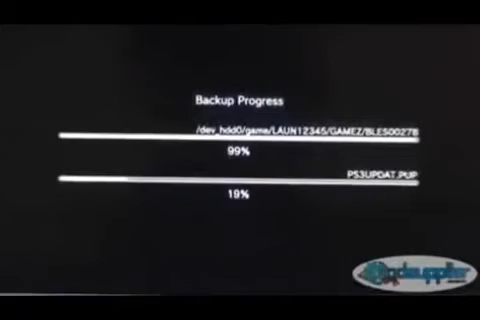 Backup Progress
/dev_hdd0/game/LAUN12345/GAMEZ/BLES00278
99%
PS3UPDAT.PUP
19%